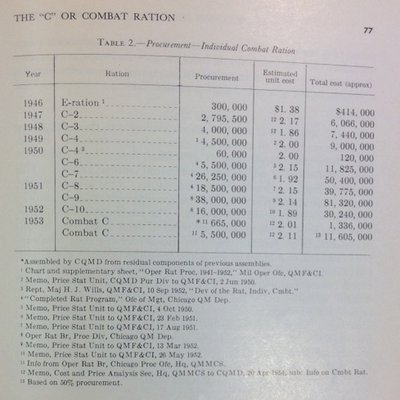 THE "C" OR COMBAT RATION
77
TABLE 2.—Procurement—Individual Combat Ration
Year Ration Procurement Estimated unit cost Total cost (approx)
1946 E-ration 1 300, 000 $1. 38 $414, 000
1947 C-2 2, 795, 500 12 2. 17 6, 066, 000
1948 C-3 4, 000, 000 12 1. 86 7, 440, 000
1949 C-4 1 4, 500, 000 2 2. 00 9, 000, 000
1950 C-4 3 60, 000 2. 00 120, 000
C-6 4 5, 500, 000 5 2. 15 11, 825, 000
C-7 4 26, 250, 000 6 1. 92 50, 400, 000
1951 C-8 4 18, 500, 000 7 2. 15 39, 775, 000
C-9 8 38, 000, 000 9 2. 14 81, 320, 000
1952 C-10 8 16, 000, 000 10 1. 89 30, 240, 000
1953 Combat C 11 665, 000 12 2. 01 1, 336, 000
Combat C 11 5, 500, 000 12 2. 11 13 11, 605, 000
*Assembled by CQMD from residual components of previous assemblies.
1 Chart and supplementary sheet, "Oper Rat Proc, 1941-1952," Mil Oper Ofc, QMF&CI.
2 Memo, Price Stat Unit, CQMD Pur Div to QMF&CI, 2 Jun 1950.
3 Rept, Maj H. J. Wills, QMF&CI, 10 Sep 1952, "Dev of the Rat, Indiv, Cmbt."
4 "Completed Rat Program," Ofc of Mgt, Chicago QM Dep.
5 Memo, Price Stat Unit to QMF&CI, 4 Oct 1950.
Memo, Price Stat Unit to QMF&CI, 23 Feb 1951.
7 Memo, Price Stat Unit to QMF&CI, 17 Aug 1951.
8 Oper Rat Br, Proc Div, Chicago QM Dep.
9 Memo, Price Stat Unit to QMF&CI, 13 Mar 1952.
Memo, Price Stat Unit to QMF&CI, 26 May 1952.
11 Info from Oper Rat Br, Chicago Proc Ofc, Hq, QMMCS.
12 Memo, Cost and Price Analysis Sec, Hq QMMCS to CQMD, 20 Apr 1954, sub: Info on Cmbt Rat.
13 Based on 50% procurement.